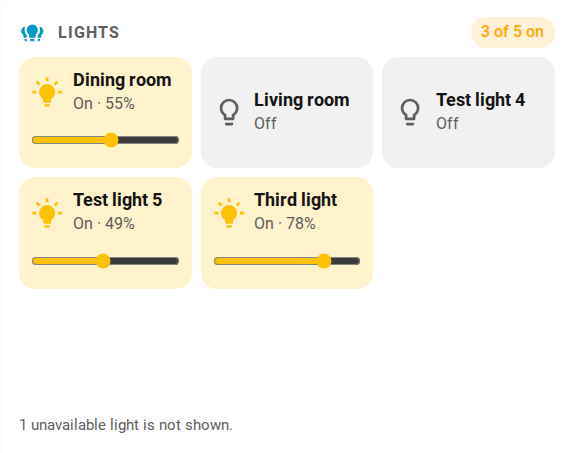 LIGHTS
3 of 5 on
Dining room
On · 55%
Living room
Off
Test light 4
Off
Test light 5
On · 49%
Third light
On · 78%
1 unavailable light is not shown.